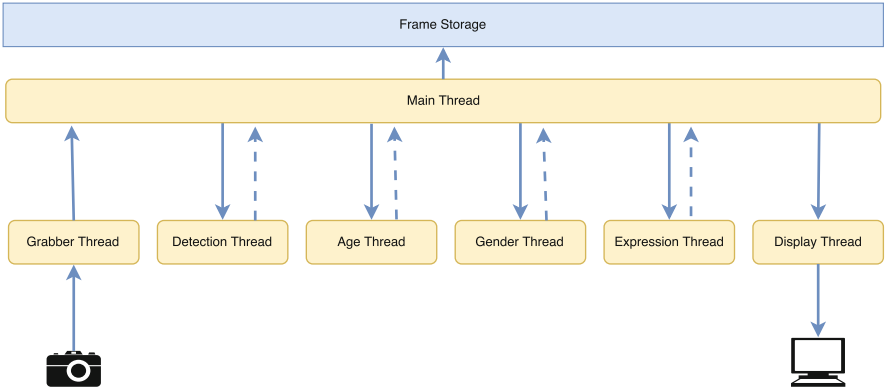 Frame Storage
Main Thread
Grabber Thread
Detection Thread
Age Thread
Gender Thread
Expression Thread
Display Thread